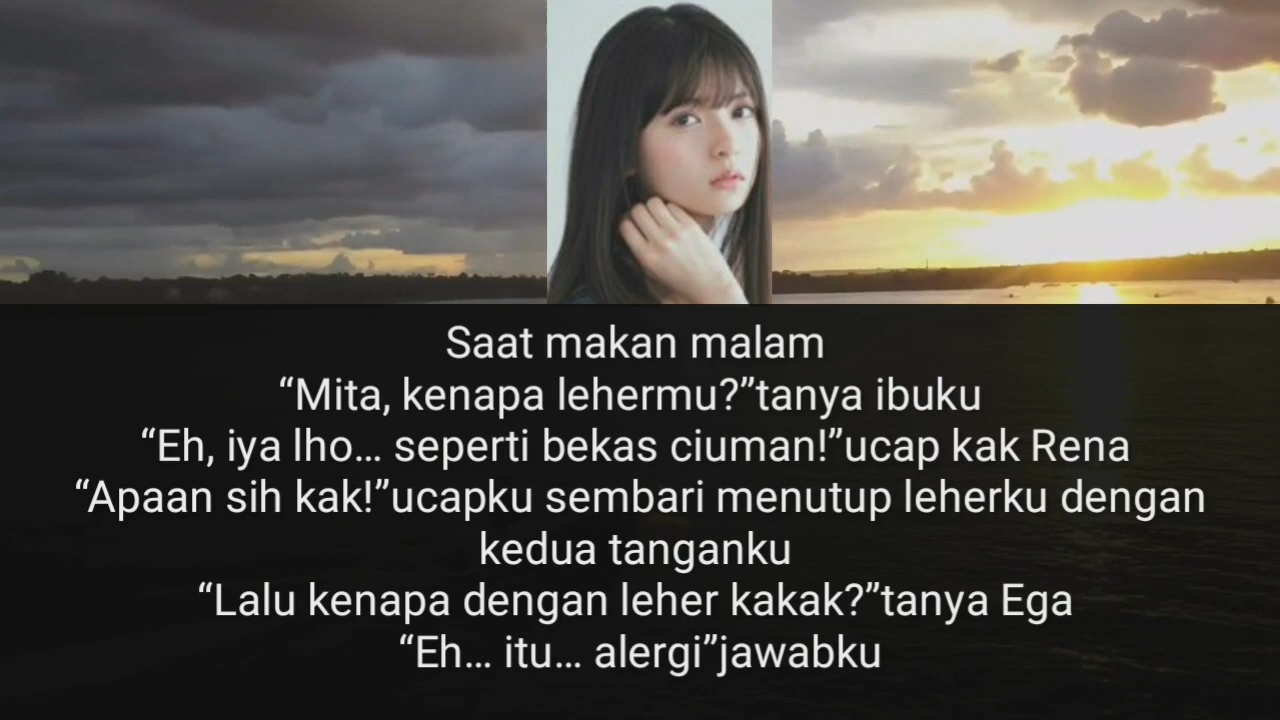 Saat makan malam
“Mita, kenapa lehermu?”tanya ibuku
“Eh, iya lho… seperti bekas ciuman!”ucap kak Rena
“Apaan sih kak!”ucapku sembari menutup leherku dengan
kedua tanganku
“Lalu kenapa dengan leher kakak?”tanya Ega
“Eh… itu… alergi”jawabku